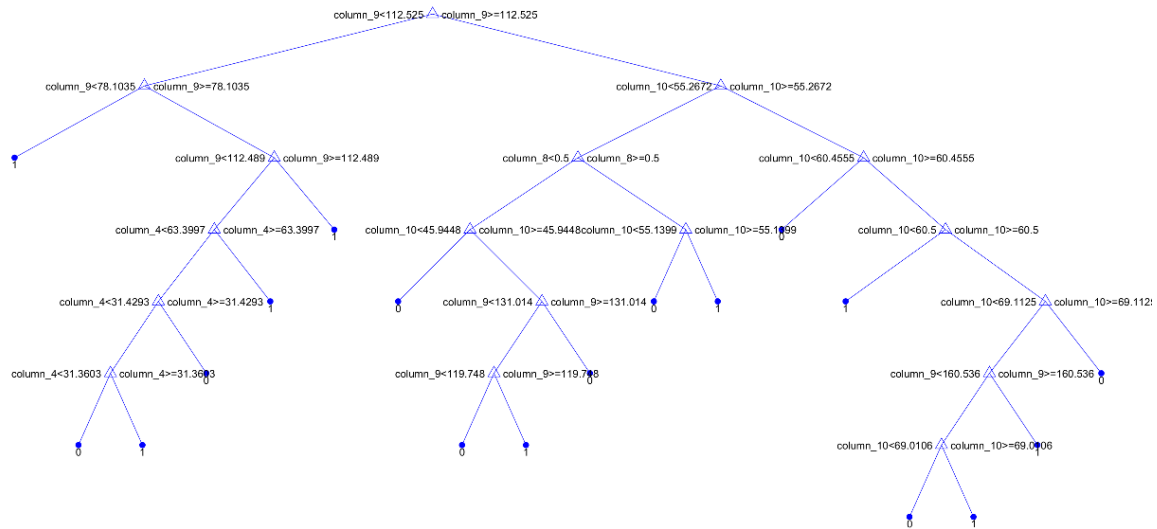 column_9<112.525 column_9>=112.525
column_9<78.1035 column_9>=78.1035
column_10<55.2672 column_10>=55.2672
1
column_9<112.489 column_9>=112.489
column_8<0.5 column_8>=0.5
column_10<60.4555 column_10>=60.4555
column_4<63.3997 column_4>=63.3997
1
column_10<45.9448 column_10>=45.9448
column_10<55.1399 column_10>=55.1399
0
column_10<60.5 column_10>=60.5
column_4<31.4293 column_4>=31.4293
1
0
column_9<131.014 column_9>=131.014
0
1
1
column_10<69.1125 column_10>=69.1125
column_4<31.3603 column_4>=31.3603
0
column_9<119.748 column_9>=119.748
0
column_9<160.536 column_9>=160.536
0
0
1
0
1
column_10<69.0106 column_10>=69.0106
1
0
1